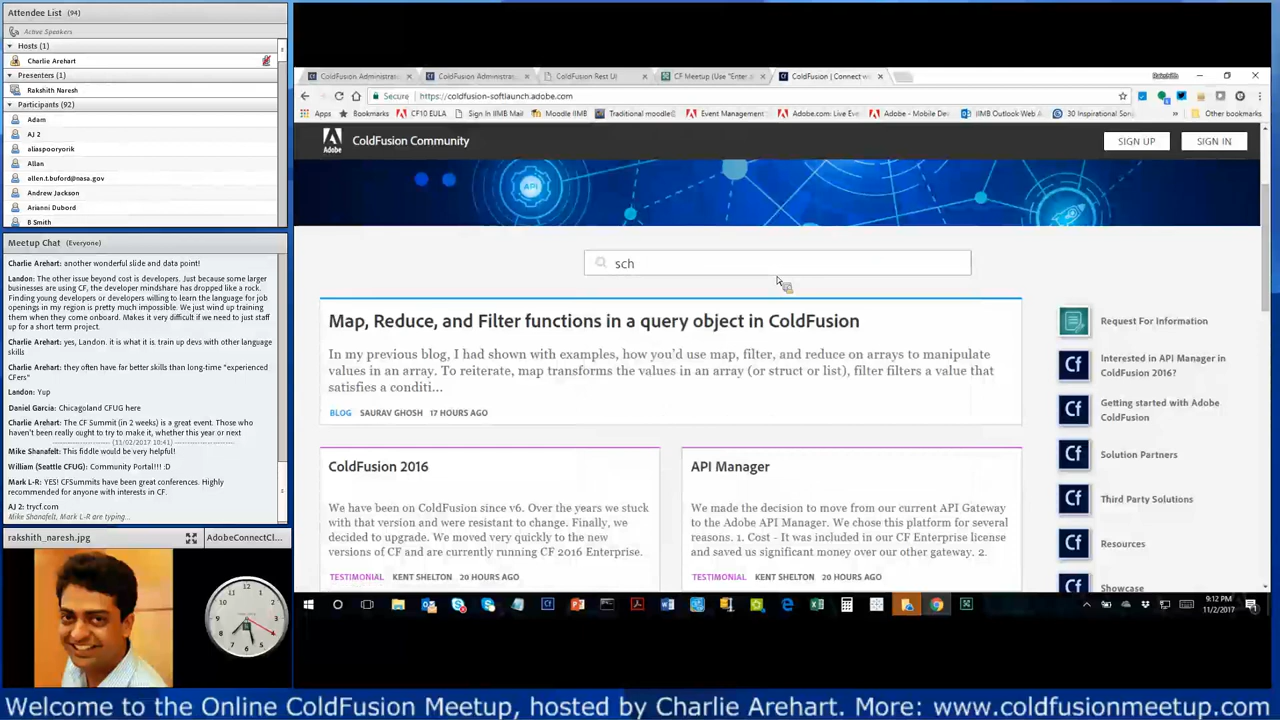 Attendee List (94)
Active Speakers
Hosts (1)
Charlie Arehart
Presenters (1)
Rakshith Naresh
Participants (92)
Adam
AJ 2
aliaspooryorik
Allan
allen.t.buford@nasa.gov
Andrew Jackson
Arianni Dubord
B Smith
Meetup Chat (Everyone)
Charlie Arehart: another wonderful slide and data point!
Landon: The other issue beyond cost is developers. Just because some larger
businesses are using CF, the developer mindshare has dropped like a rock.
Finding young developers or developers willing to learn the language for job
openings in my region is pretty much impossible. We just wind up training
them when they come onboard. Makes it very difficult if we need to just staff
up for a short term project.
Charlie Arehart: yes, Landon. it is what it is. train up devs with other language
skills
Charlie Arehart: they often have far better skills than long-time "experienced
CFers"
Landon: Yup
Daniel Garcia: Chicagoland CFUG here
Charlie Arehart: The CF Summit (in 2 weeks) is a great event. Those who
haven't been really ought to try to make it, whether this year or next
(11/02/2017 10:41)
Mike Shanafelt: This fiddle would be very helpful!
William (Seattle CFUG): Community Portal!!! :D
Mark L-R: YES! CFSummits have been great conferences. Highly
recommended for anyone with interests in CF.
AJ 2: trycf.com
Mike Shanafelt, Mark L-R are typing...
rakshith_naresh.jpg
AdobeConnectCl...
ColdFusion Administrat
ColdFusion Administrat
ColdFusion Rest UI
CF Meetup (Use "Enter
ColdFusion | Connect w
Rakshith
Secure https://coldfusion-softlaunch.adobe.com
Apps Bookmarks CF10 EULA Sign In IIMB Mail Moodle IIMB Traditional moodle Event Management Adobe.com: Live Eve Adobe - Mobile Dev IIMB Outlook Web A 30 Inspirational Song » Other bookmarks
Adobe ColdFusion Community SIGN UP SIGN IN
API
sch
Map, Reduce, and Filter functions in a query object in ColdFusion
In my previous blog, I had shown with examples, how you'd use map, filter, and reduce on arrays to manipulate
values in an array. To reiterate, map transforms the values in an array (or struct or list), filter filters a value that
satisfies a conditi...
BLOG SAURAV GHOSH 17 HOURS AGO
ColdFusion 2016
We have been on ColdFusion since v6. Over the years we stuck
with that version and were resistant to change. Finally, we
decided to upgrade. We moved very quickly to the new
versions of CF and are currently running CF 2016 Enterprise.
TESTIMONIAL KENT SHELTON 20 HOURS AGO
API Manager
We made the decision to move from our current API Gateway
to the Adobe API Manager. We chose this platform for several
reasons. 1. Cost - It was included in our CF Enterprise license
and saved us significant money over our other gateway. 2.
TESTIMONIAL KENT SHELTON 20 HOURS AGO
Request For Information
Cf Interested in API Manager in
ColdFusion 2016?
Cf Getting started with Adobe
ColdFusion
Cf Solution Partners
Cf Third Party Solutions
Cf Resources
Cf Showcase
9:12 PM
11/2/2017
Welcome to the Online ColdFusion Meetup, hosted by Charlie Arehart. More: www.coldfusionmeetup.com